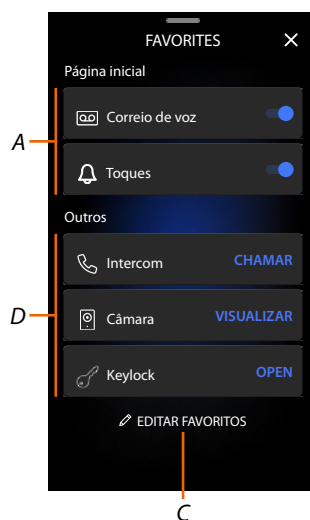 FAVORITES
Página inicial
Correio de voz
A
Toques
Outros
Intercom CHAMAR
D
Câmara VISUALIZAR
Keylock OPEN
EDITAR FAVORITOS
C